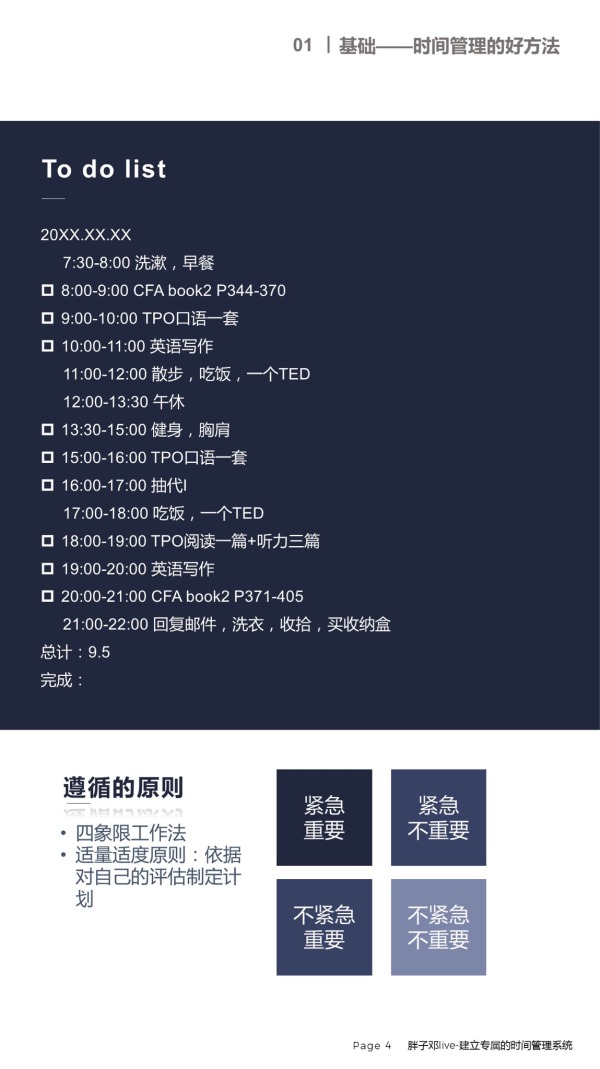 01 | 基础——时间管理的好方法
To do list
20XX.XX.XX
7:30-8:00 洗漱，早餐
8:00-9:00 CFA book2 P344-370
9:00-10:00 TPO口语一套
10:00-11:00 英语写作
11:00-12:00 散步，吃饭，一个TED
12:00-13:30 午休
13:30-15:00 健身，胸肩
15:00-16:00 TPO口语一套
16:00-17:00 抽代I
17:00-18:00 吃饭，一个TED
18:00-19:00 TPO阅读一篇+听力三篇
19:00-20:00 英语写作
20:00-21:00 CFA book2 P371-405
21:00-22:00 回复邮件，洗衣，收拾，买收纳盒
总计：9.5
完成：
遵循的原则
• 四象限工作法
• 适量适度原则：依据
对自己的评估制定计
划
紧急
重要
紧急
不重要
不紧急
重要
不紧急
不重要
Page 4 胖子邓live-建立专属的时间管理系统